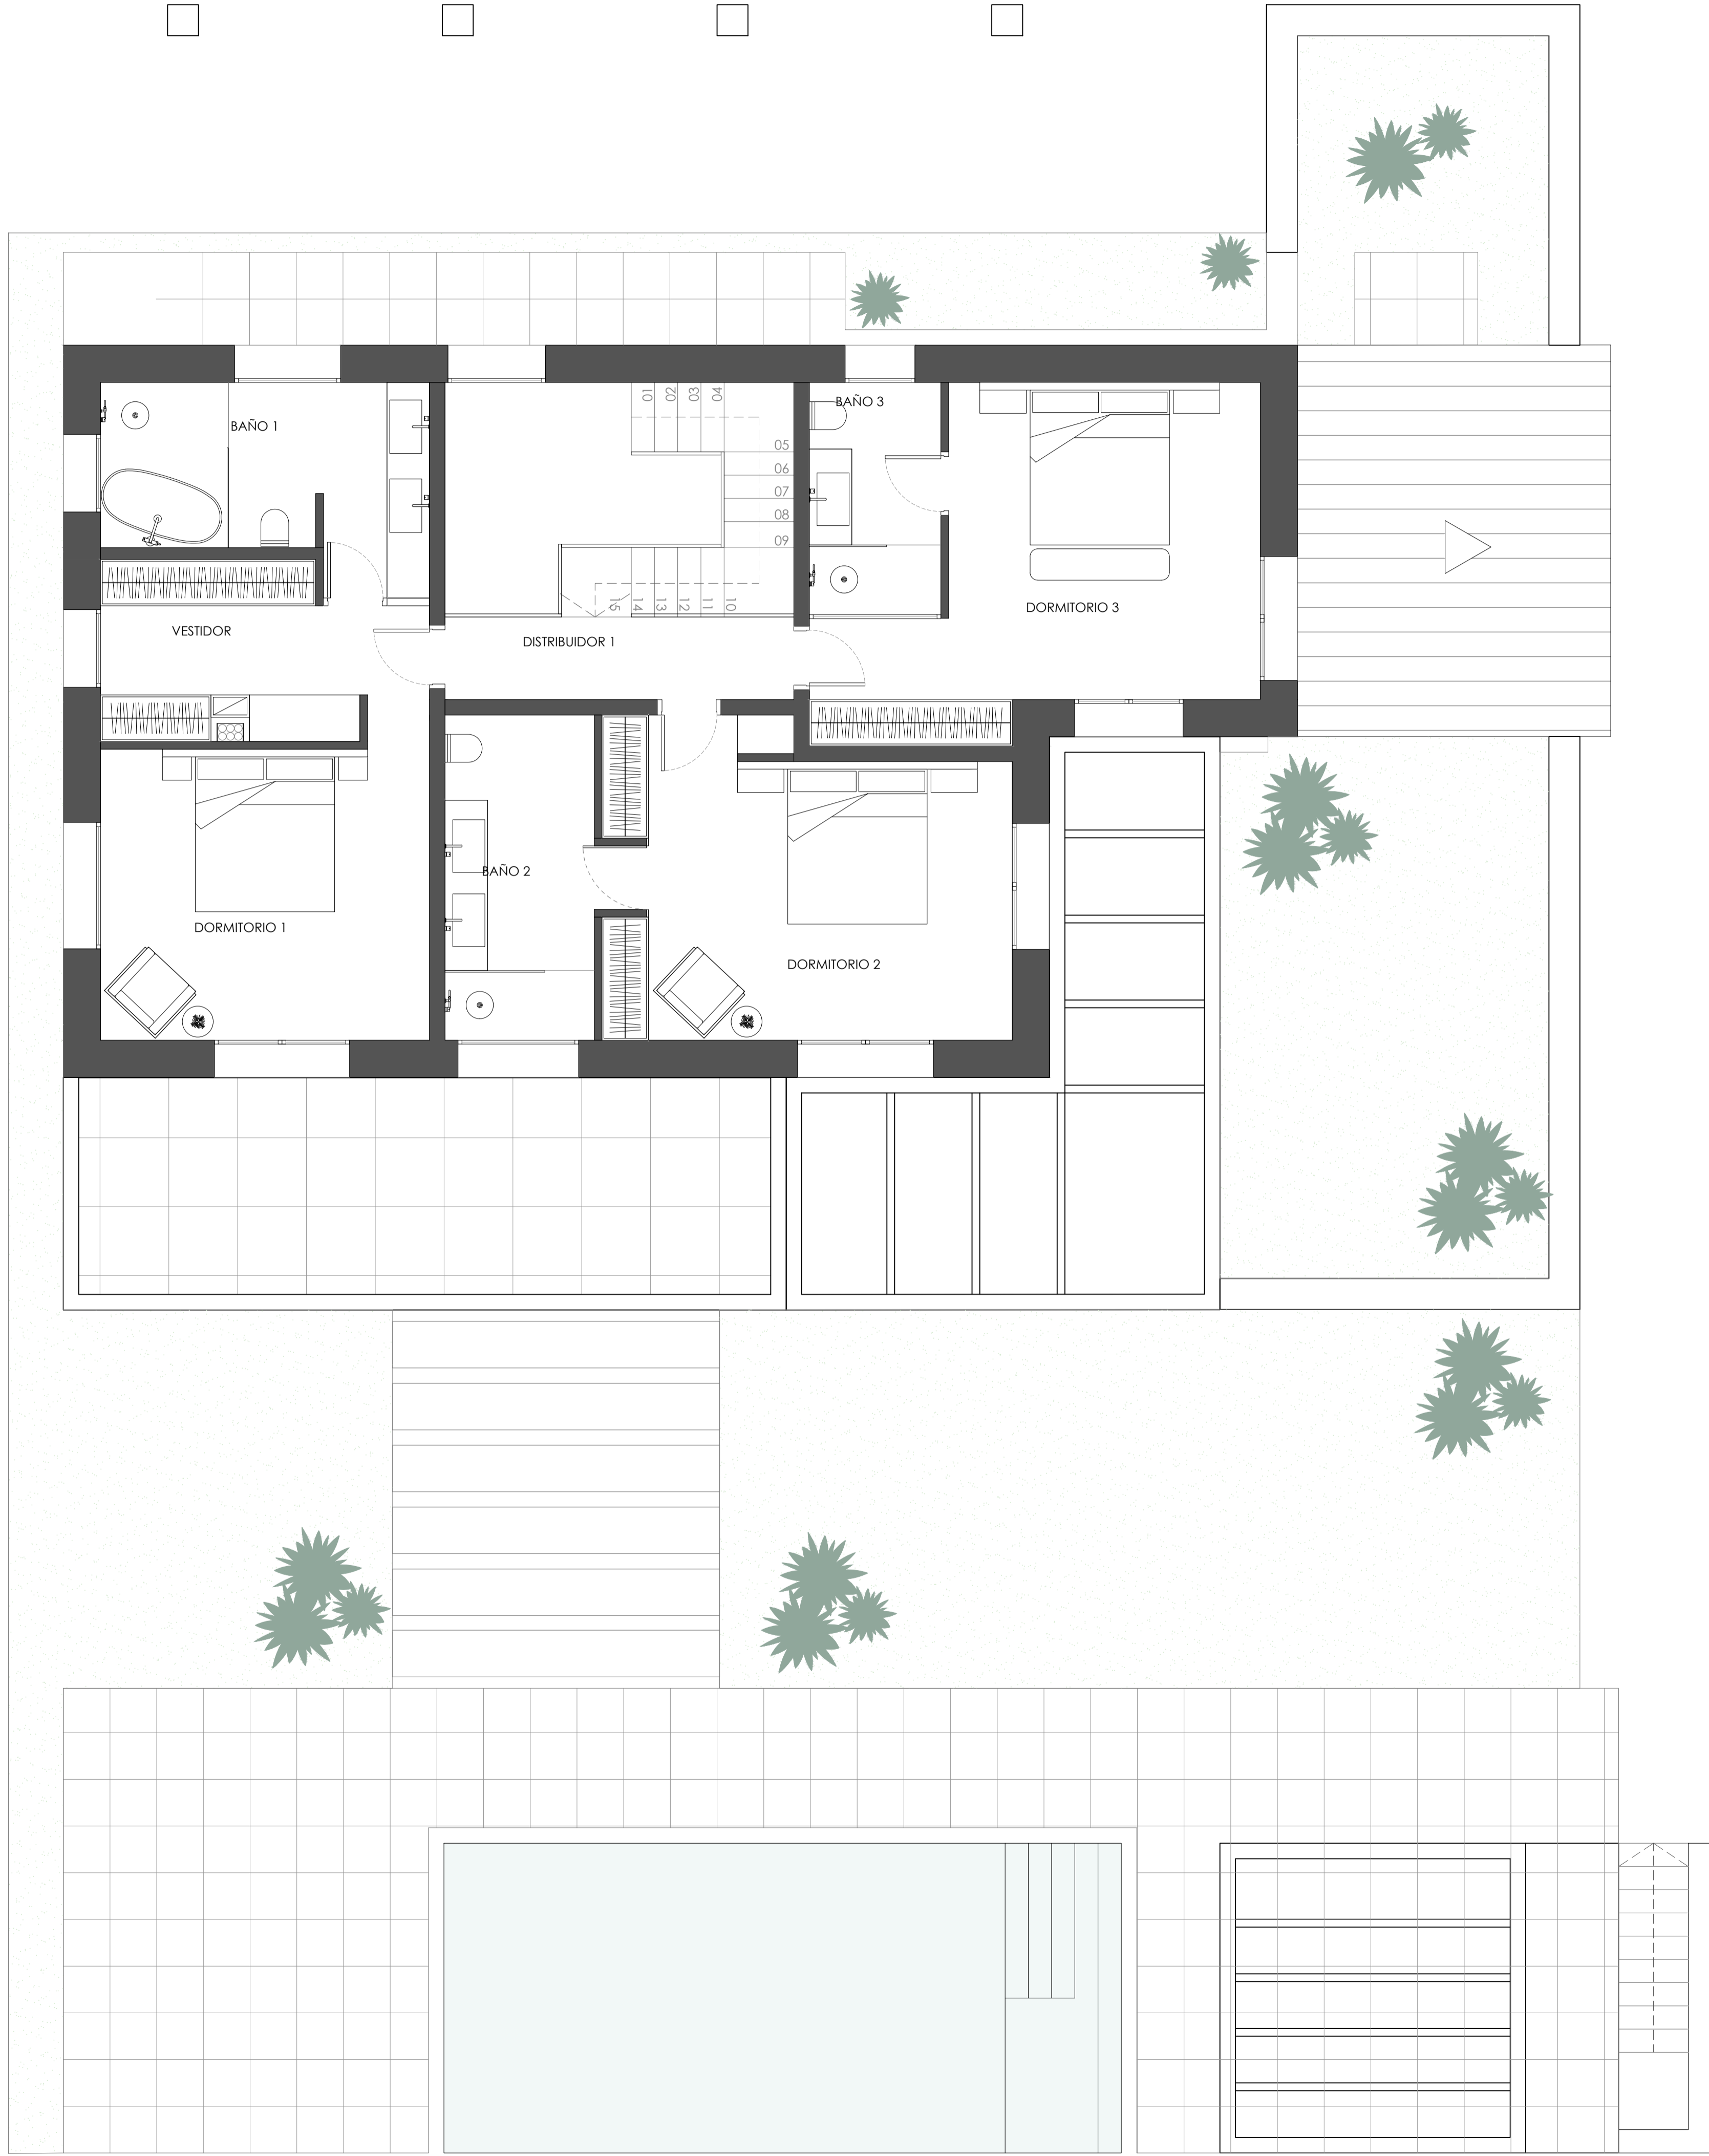 01
02
03
04
BAÑO 3
BAÑO 1
05
06
07
08
09
15
14
13
12
11
10
DORMITORIO 3
VESTIDOR
DISTRIBUIDOR 1
BAÑO 2
DORMITORIO 1
DORMITORIO 2